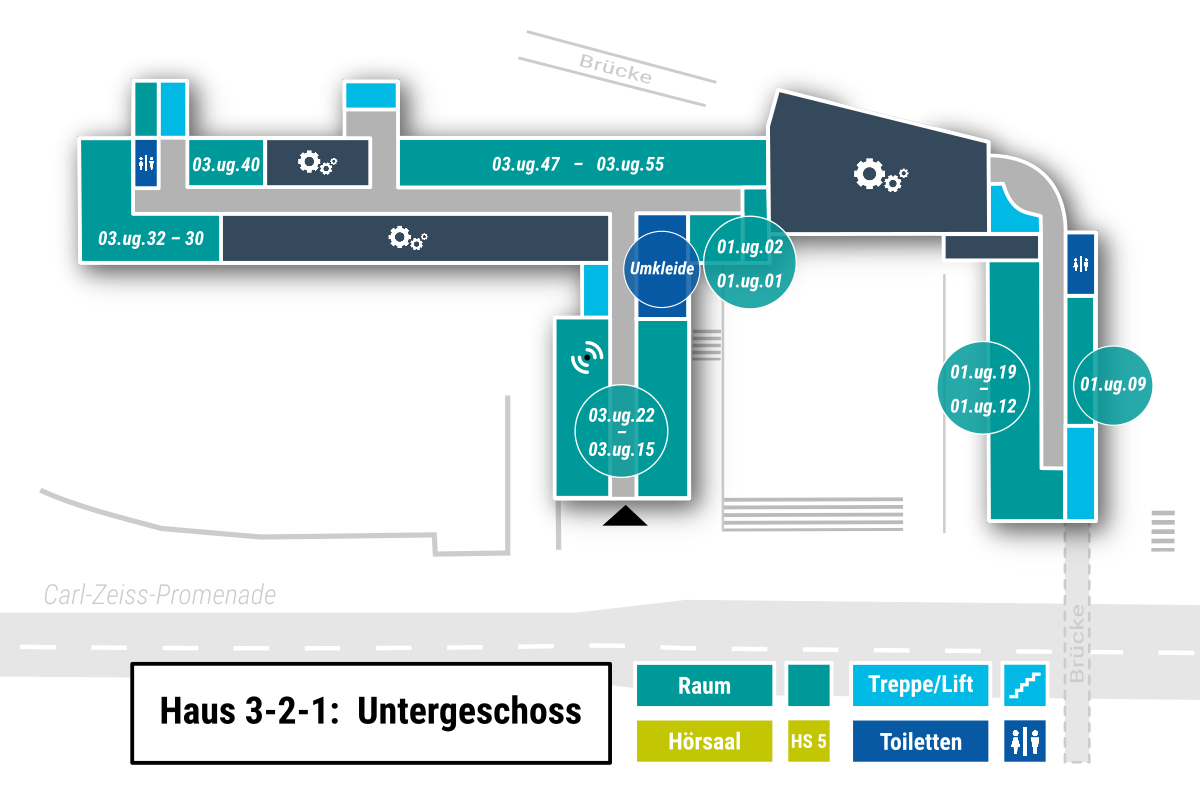 Brücke
03.ug.40
03.ug.47 – 03.ug.55
03.ug.32 – 30
Umkleide
01.ug.02
01.ug.01
03.ug.22
–
03.ug.15
01.ug.19
–
01.ug.12
01.ug.09
Carl-Zeiss-Promenade
Brücke
Haus 3-2-1: Untergeschoss
Raum
Treppe/Lift
Hörsaal
HS 5
Toiletten